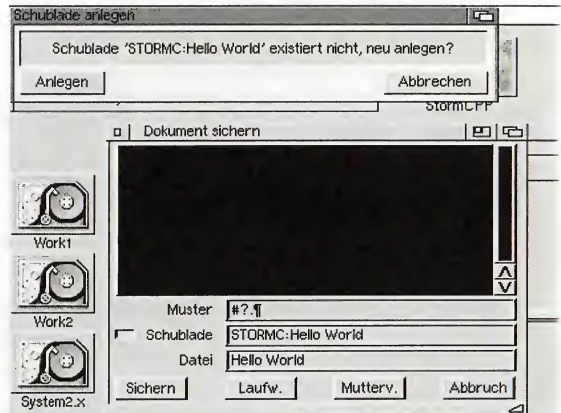 Schublade anlegen
Schublade 'STORMC:Hello World' existiert nicht, neu anlegen?
Anlegen
Abbrechen
StormCPP
Dokument sichern
Work1
Work2
System2.x
Muster #?.¶
Schublade STORMC:Hello World
Datei Hello World
Sichern
Laufw.
Mutterv.
Abbruch